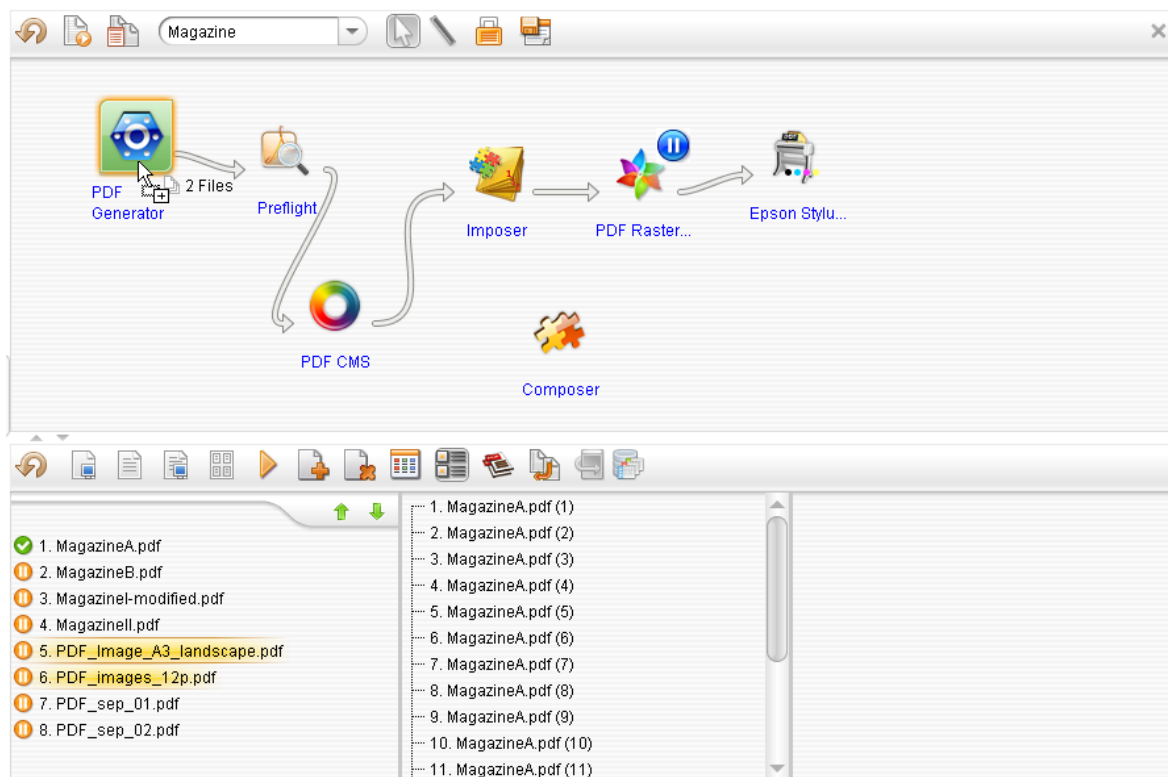 Magazine
2 Files
PDF
Generator
Preflight
Imposer
PDF Raster...
Epson Stylu...
PDF CMS
Composer
1. MagazineA.pdf
2. MagazineB.pdf
3. MagazineI-modified.pdf
4. MagazineII.pdf
5. PDF_Image_A3_landscape.pdf
6. PDF_images_12p.pdf
7. PDF_sep_01.pdf
8. PDF_sep_02.pdf
1. MagazineA.pdf (1)
2. MagazineA.pdf (2)
3. MagazineA.pdf (3)
4. MagazineA.pdf (4)
5. MagazineA.pdf (5)
6. MagazineA.pdf (6)
7. MagazineA.pdf (7)
8. MagazineA.pdf (8)
9. MagazineA.pdf (9)
10. MagazineA.pdf (10)
11. MagazineA.pdf (11)